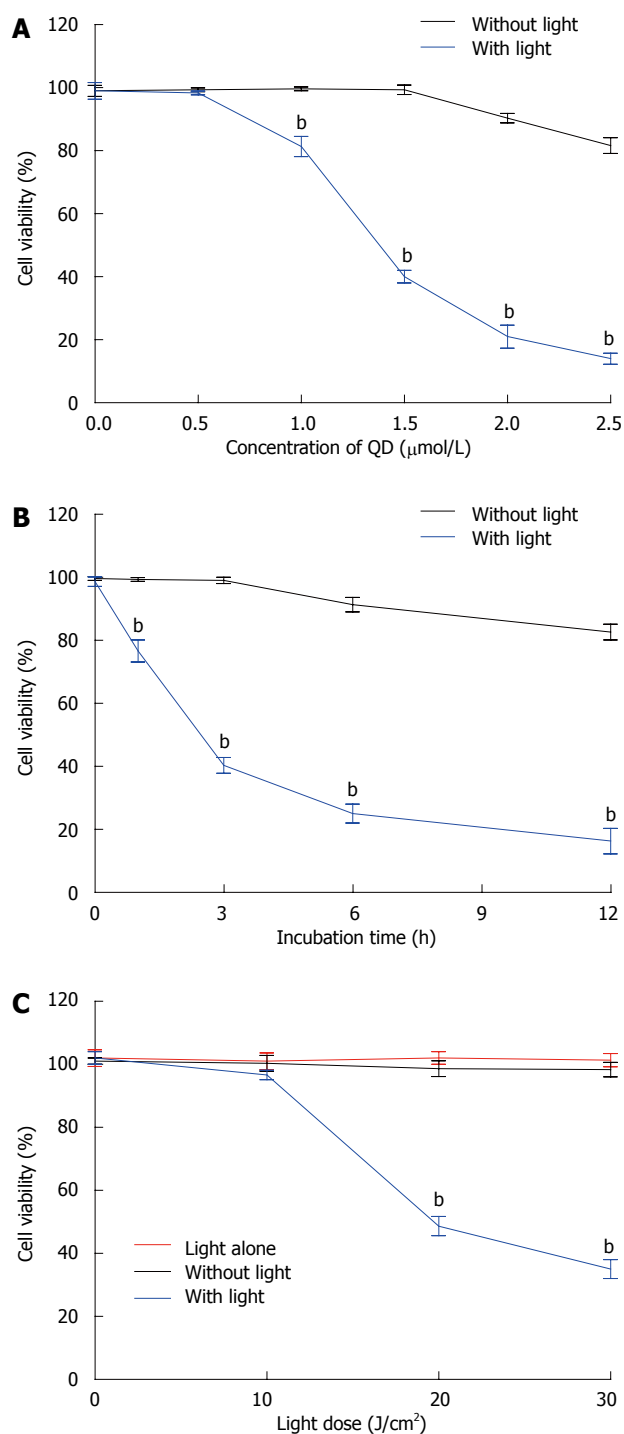 A
Without light
With light
Cell viability (%)
120
100
80
60
40
20
0
b
b
b
b
0.0 0.5 1.0 1.5 2.0 2.5
Concentration of QD (μmol/L)
B
Without light
With light
Cell viability (%)
120
100
80
60
40
20
0
b
b
b
b
0 3 6 9 12
Incubation time (h)
C
Cell viability (%)
120
100
80
60
40
20
0
b
b
Light alone
Without light
With light
0 10 20 30
Light dose (J/cm²)